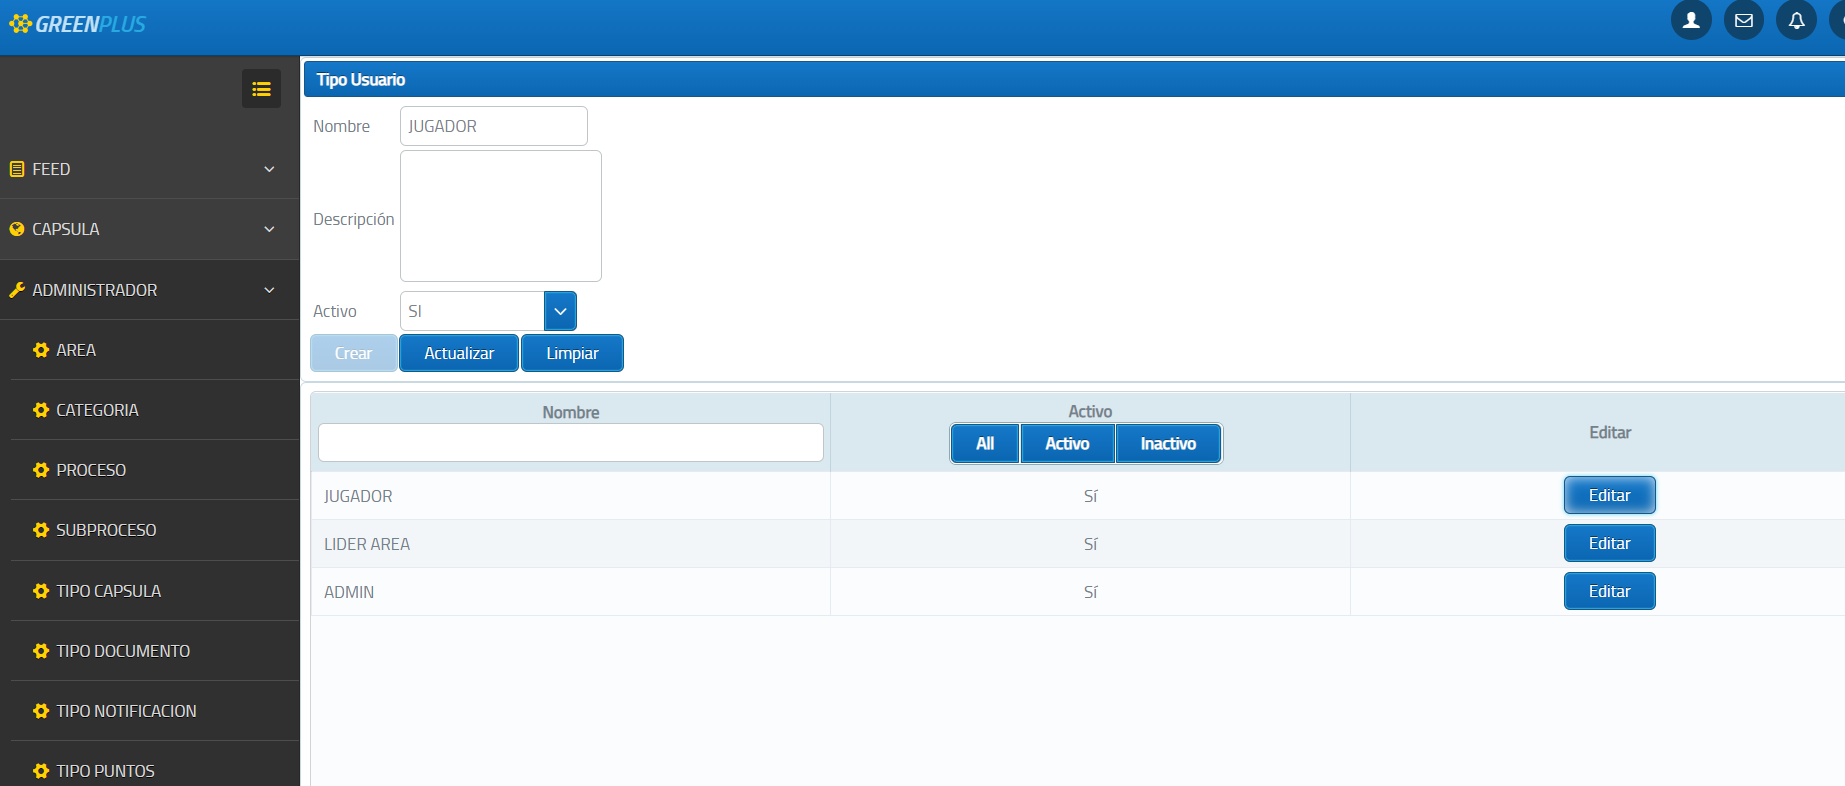 GREENPLUS
Tipo Usuario
Nombre JUGADOR
Descripción
Activo SI
Crear Actualizar Limpiar
FEED
CAPSULA
ADMINISTRADOR
AREA
CATEGORIA
PROCESO
SUBPROCESO
TIPO CAPSULA
TIPO DOCUMENTO
TIPO NOTIFICACION
TIPO PUNTOS
Nombre Activo Editar
All Activo Inactivo
JUGADOR Sí Editar
LIDER AREA Sí Editar
ADMIN Sí Editar